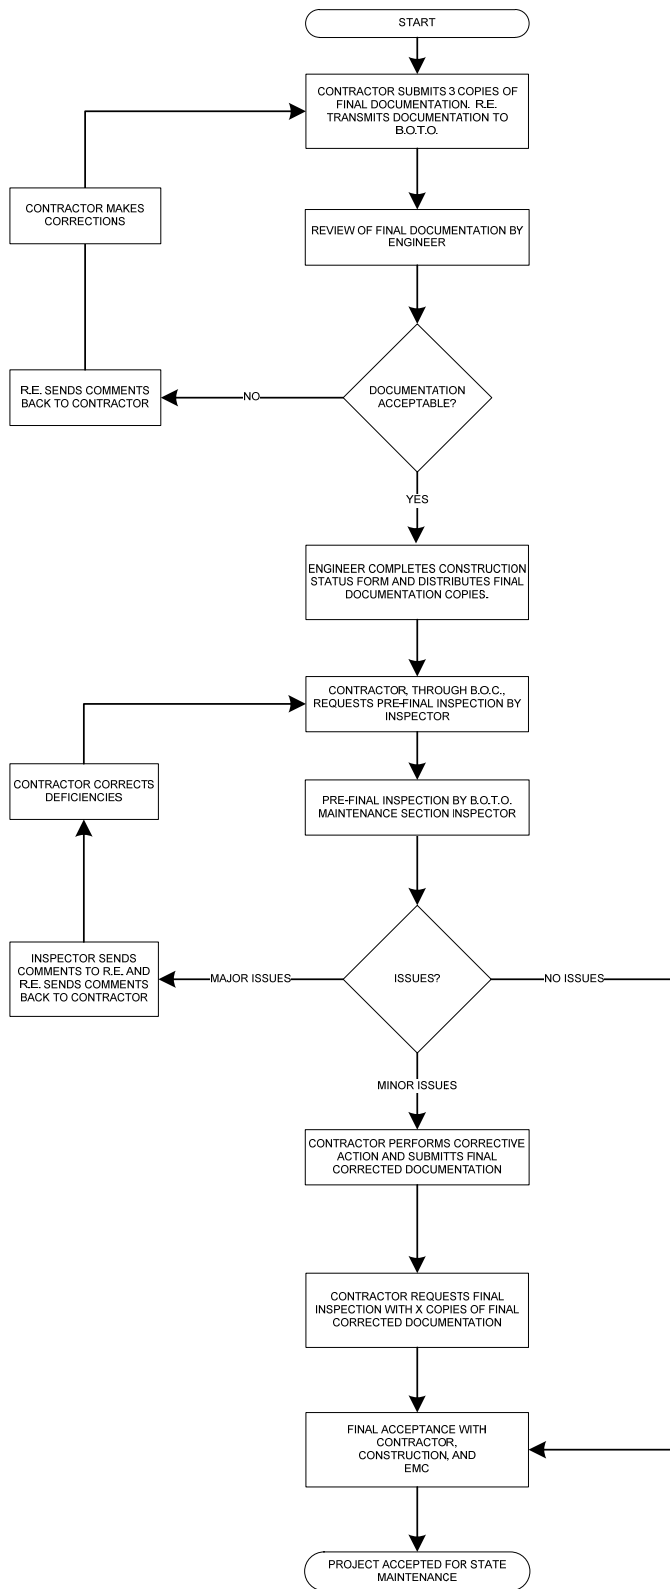 START
CONTRACTOR SUBMITS 3 COPIES OF
FINAL DOCUMENTATION. R.E.
TRANSMITS DOCUMENTATION TO
B.O.T.O.
CONTRACTOR MAKES
CORRECTIONS
REVIEW OF FINAL DOCUMENTATION BY
ENGINEER
R.E. SENDS COMMENTS
BACK TO CONTRACTOR
NO
DOCUMENTATION
ACCEPTABLE?
YES
ENGINEER COMPLETES CONSTRUCTION
STATUS FORM AND DISTRIBUTES FINAL
DOCUMENTATION COPIES.
CONTRACTOR, THROUGH B.O.C.,
REQUESTS PRE-FINAL INSPECTION BY
INSPECTOR
CONTRACTOR CORRECTS
DEFICIENCIES
PRE-FINAL INSPECTION BY B.O.T.O.
MAINTENANCE SECTION INSPECTOR
INSPECTOR SENDS
COMMENTS TO R.E. AND
R.E. SENDS COMMENTS
BACK TO CONTRACTOR
MAJOR ISSUES
ISSUES?
NO ISSUES
MINOR ISSUES
CONTRACTOR PERFORMS CORRECTIVE
ACTION AND SUBMITTS FINAL
CORRECTED DOCUMENTATION
CONTRACTOR REQUESTS FINAL
INSPECTION WITH X COPIES OF FINAL
CORRECTED DOCUMENTATION
FINAL ACCEPTANCE WITH
CONTRACTOR,
CONSTRUCTION, AND
EMC
PROJECT ACCEPTED FOR STATE
MAINTENANCE